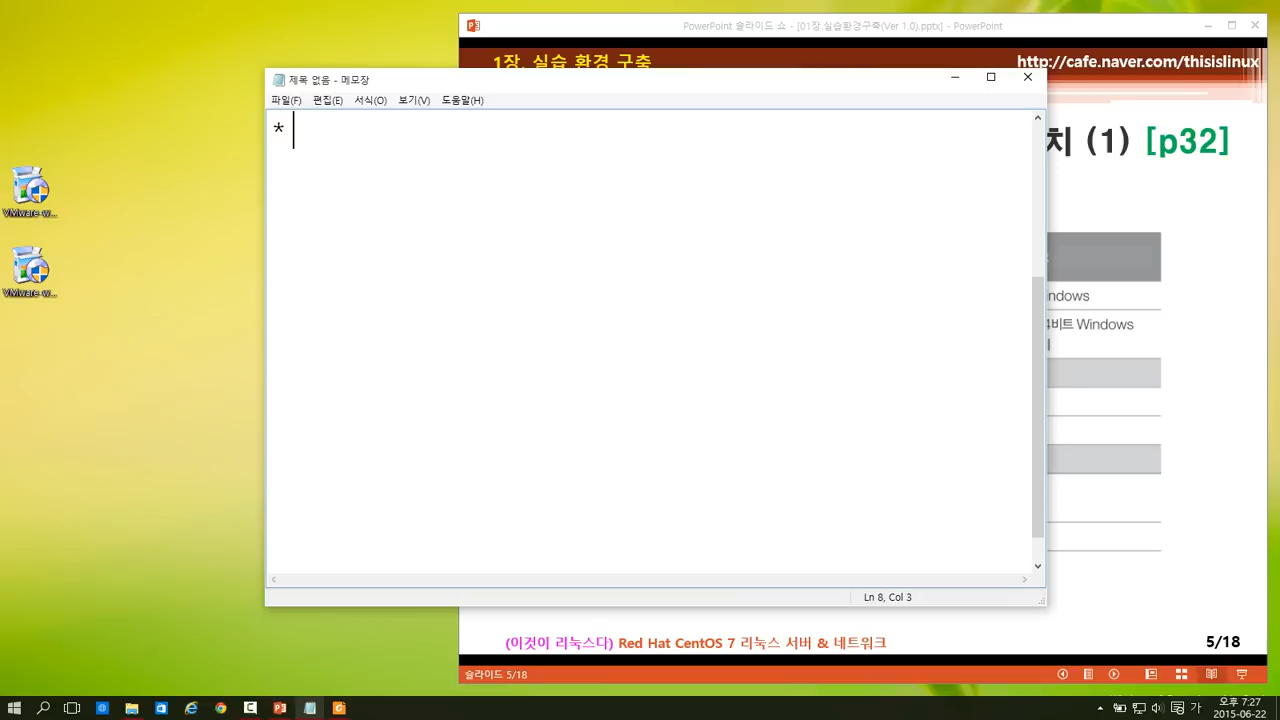 PowerPoint 슬라이드 쇼 - [01장.실습환경구축(Ver 1.0).pptx] - PowerPoint
1장. 실습 환경 구축
http://cafe.naver.com/thisislinux
제목 없음 - 메모장
파일(F) 편집(E) 서식(O) 보기(V) 도움말(H)
*
치 (1) [p32]
VMware-w...
VMware-w...
ndows
4비트 Windows
Ln 8, Col 3
(이것이 리눅스다) Red Hat CentOS 7 리눅스 서버 & 네트워크
5/18
슬라이드 5/18
가
오후 7:27
2015-06-22